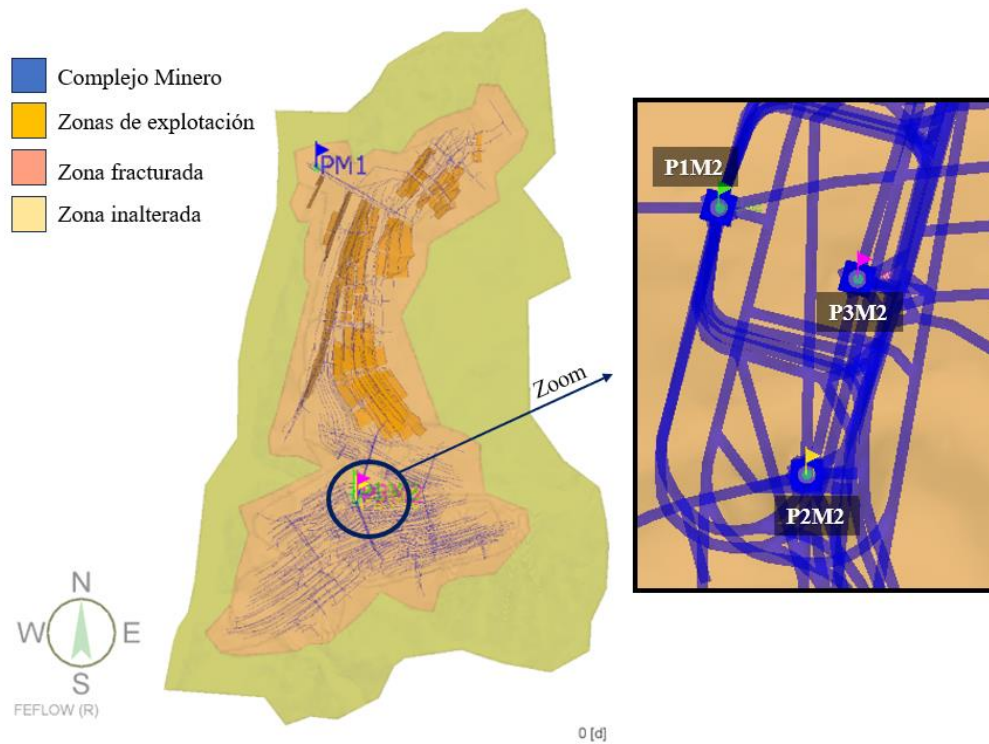 Complejo Minero
Zonas de explotación
Zona fracturada
Zona inalterada
PM1
Zoom
P1M2
P3M2
P2M2
N
W E
S
FEFLOW (R)
0 [d]